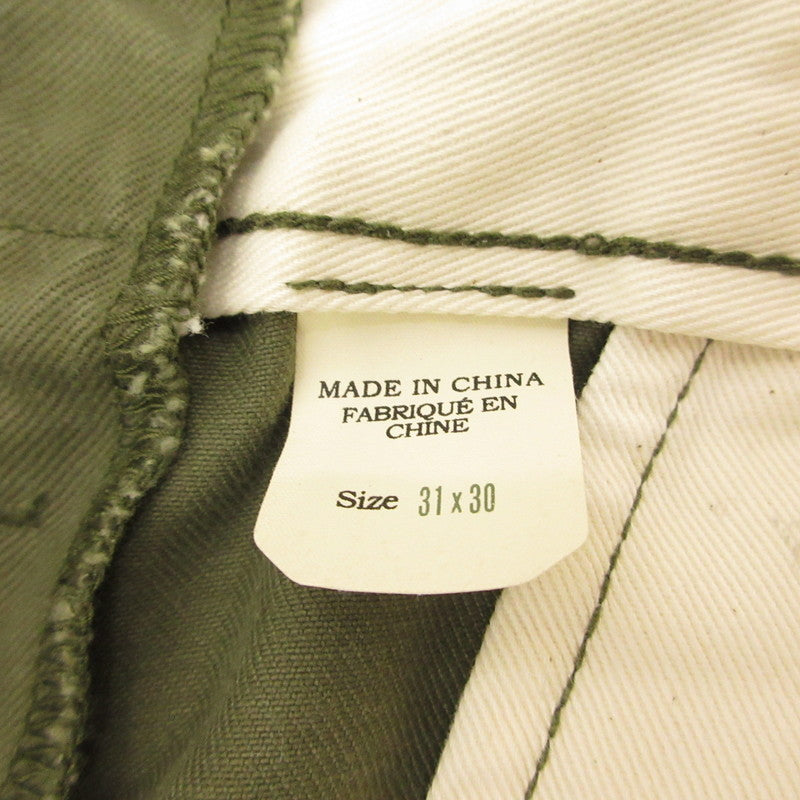 MADE IN CHINA
FABRIQUÉ EN
CHINE
Size 31 x 30